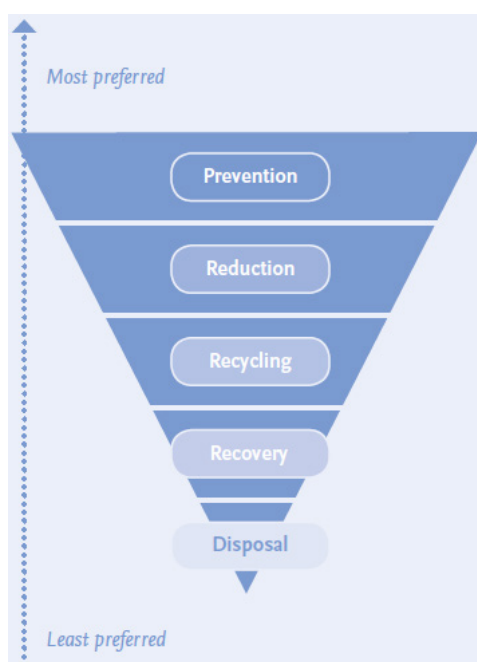 Most preferred
Prevention
Reduction
Recycling
Recovery
Disposal
Least preferred